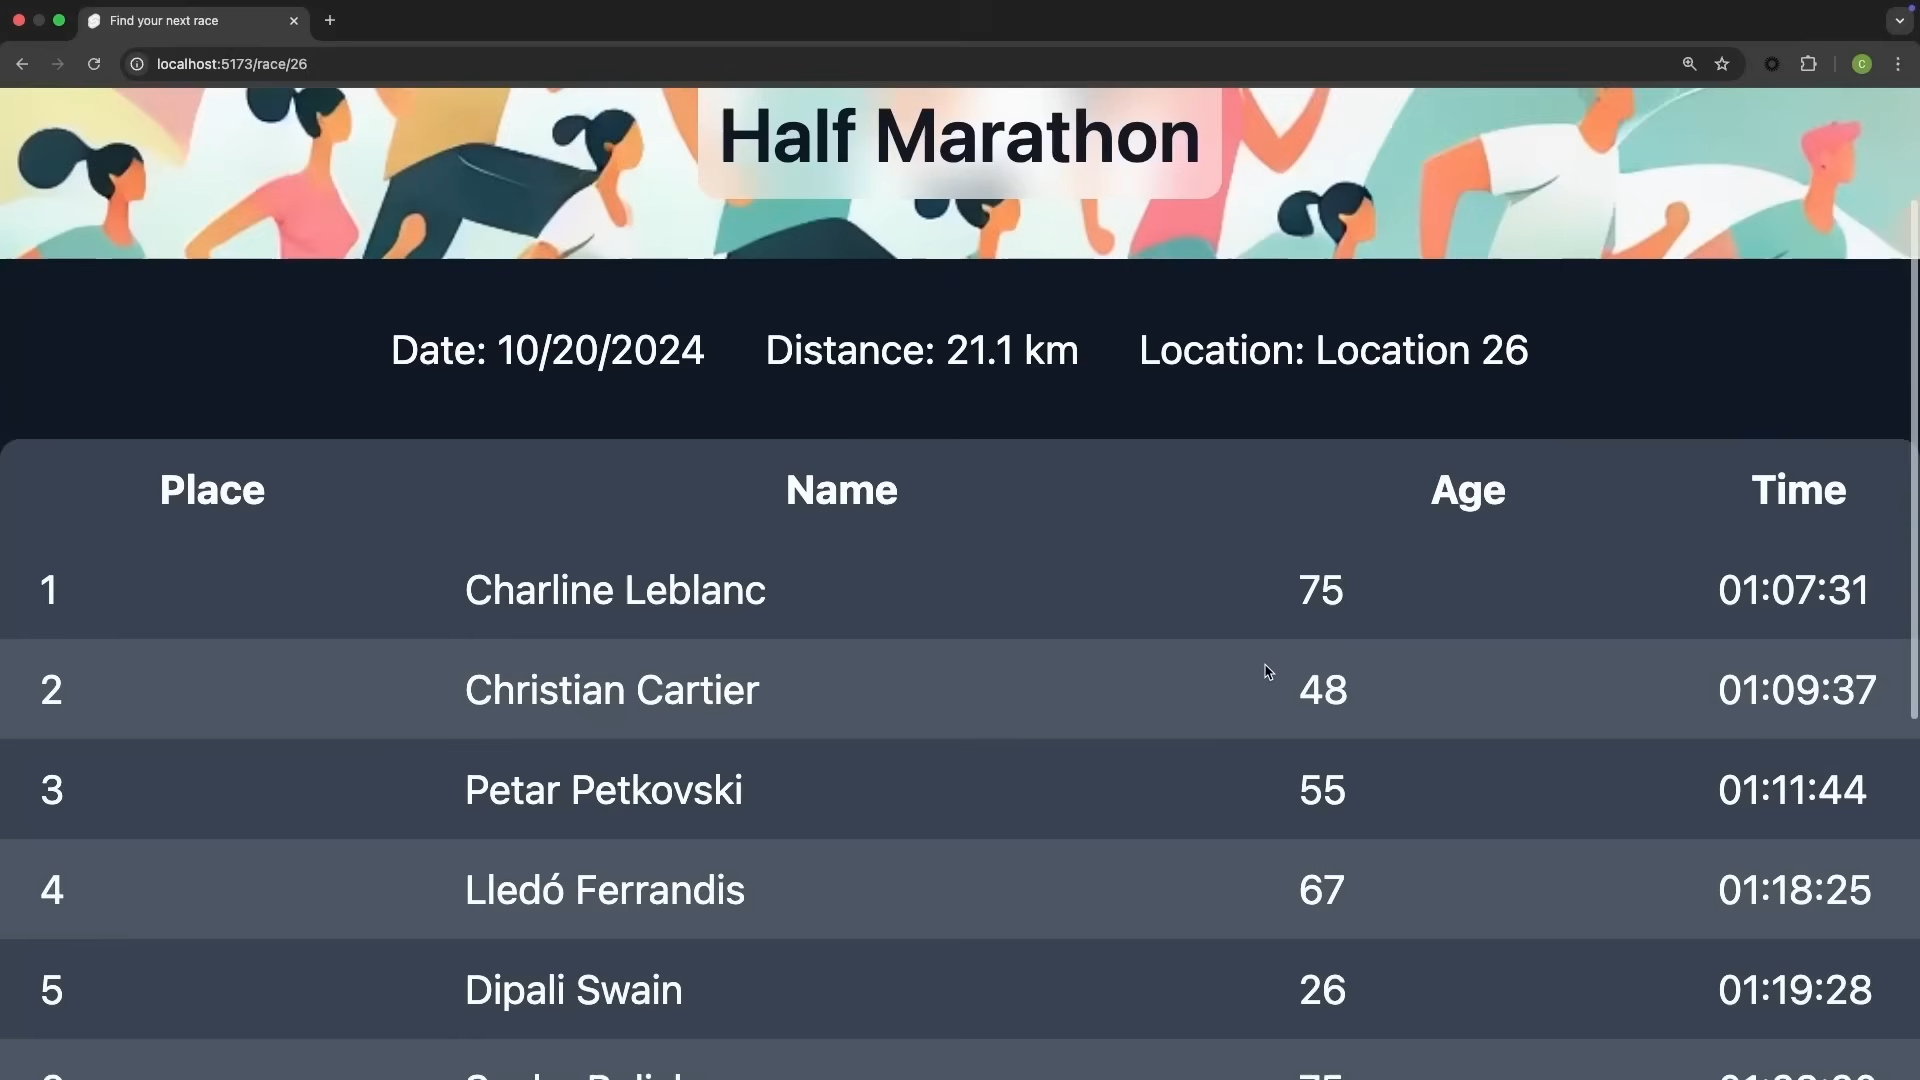 Find your next race
localhost:5173/race/26
C
Half Marathon
Date: 10/20/2024 Distance: 21.1 km Location: Location 26
Place Name Age Time
1 Charline Leblanc 75 01:07:31
2 Christian Cartier 48 01:09:37
3 Petar Petkovski 55 01:11:44
4 Lledó Ferrandis 67 01:18:25
5 Dipali Swain 26 01:19:28